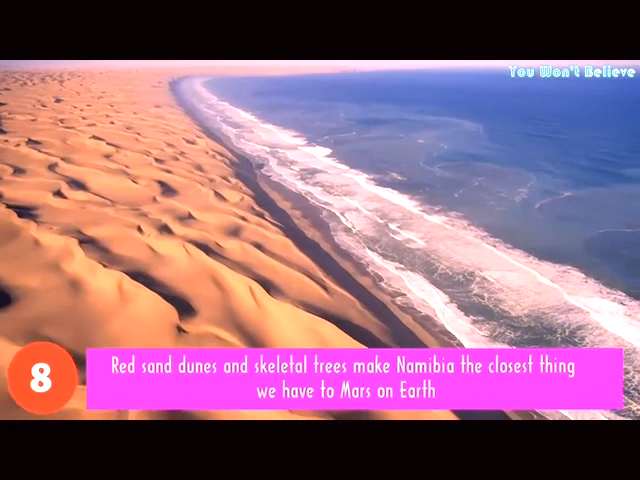 You Won't Believe
8
Red sand dunes and skeletal trees make Namibia the closest thing
we have to Mars on Earth